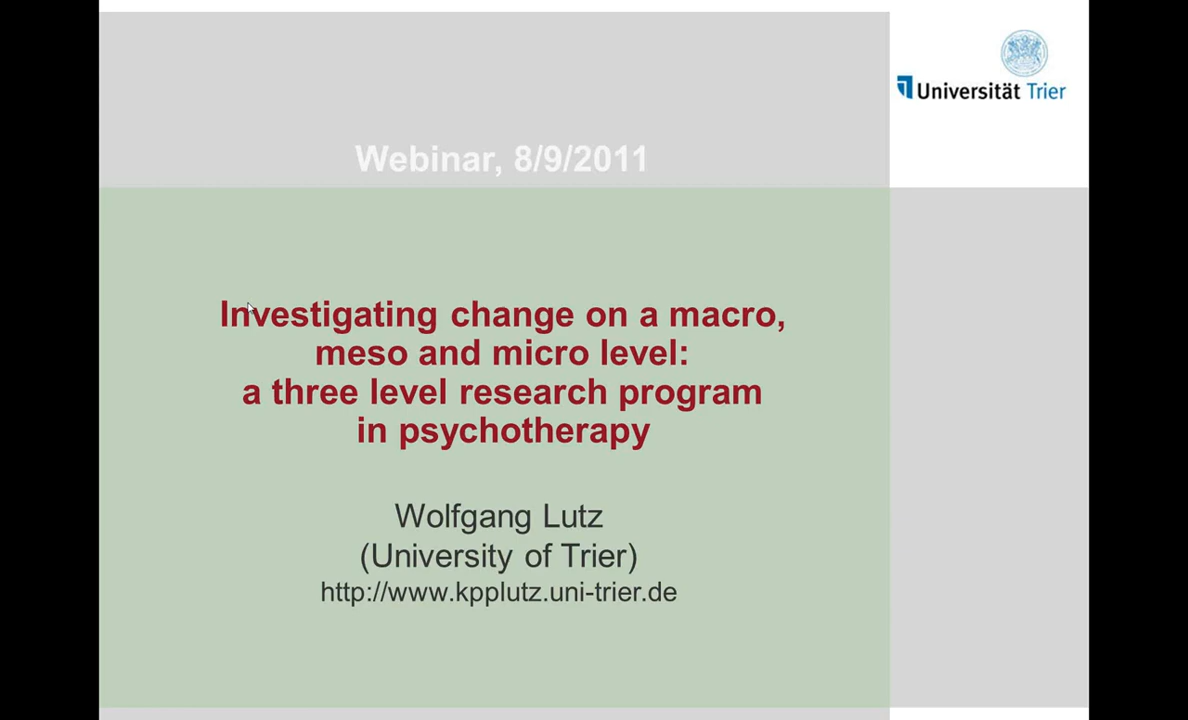 Universität Trier
Webinar, 8/9/2011
Investigating change on a macro,
meso and micro level:
a three level research program
in psychotherapy
Wolfgang Lutz
(University of Trier)
http://www.kpplutz.uni-trier.de